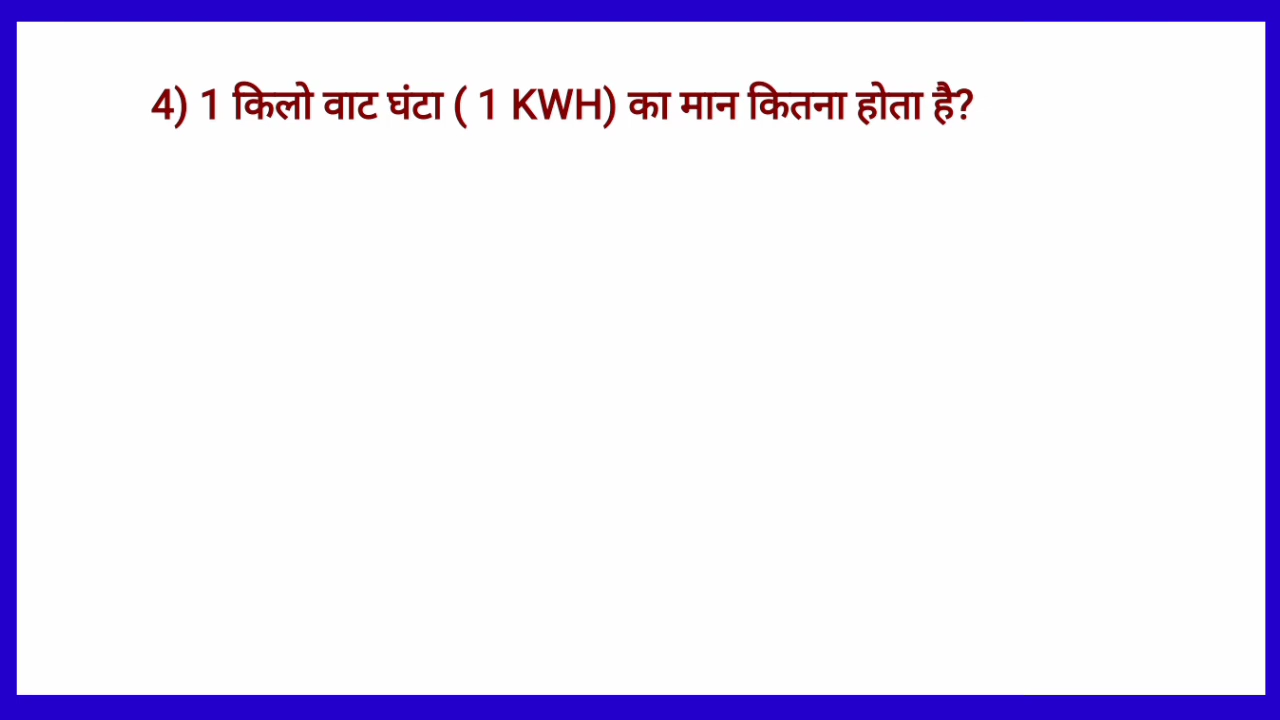 4) 1 किलो वाट घंटा ( 1 KWH) का मान कितना होता है?